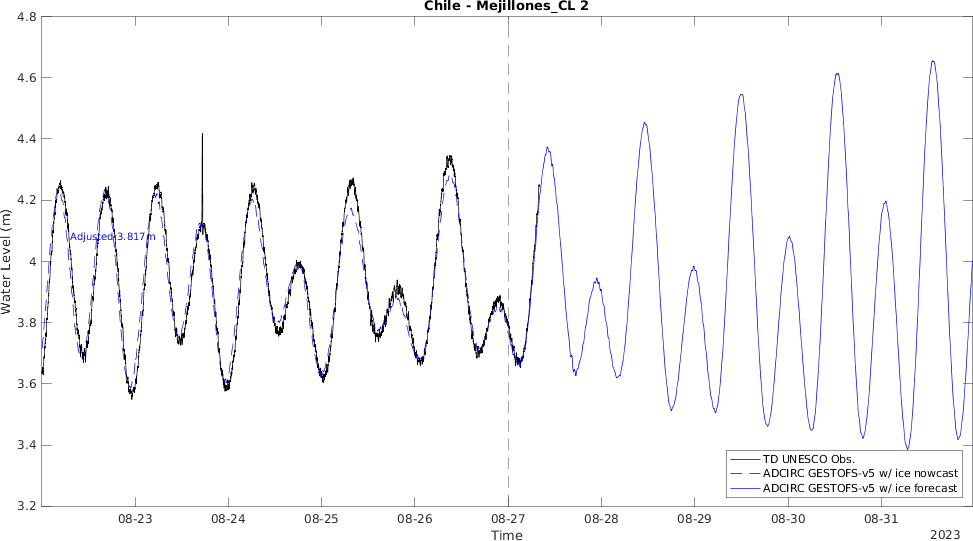 Chile - Mejillones_CL 2
4.8
4.6
4.4
4.2
4
3.8
3.6
3.4
3.2
Water Level (m)
Adjusted 3.817m
TD UNESCO Obs.
ADCIRC GESTOFS-v5 w/ ice nowcast
ADCIRC GESTOFS-v5 w/ ice forecast
08-23 08-24 08-25 08-26 08-27 08-28 08-29 08-30 08-31
Time
2023